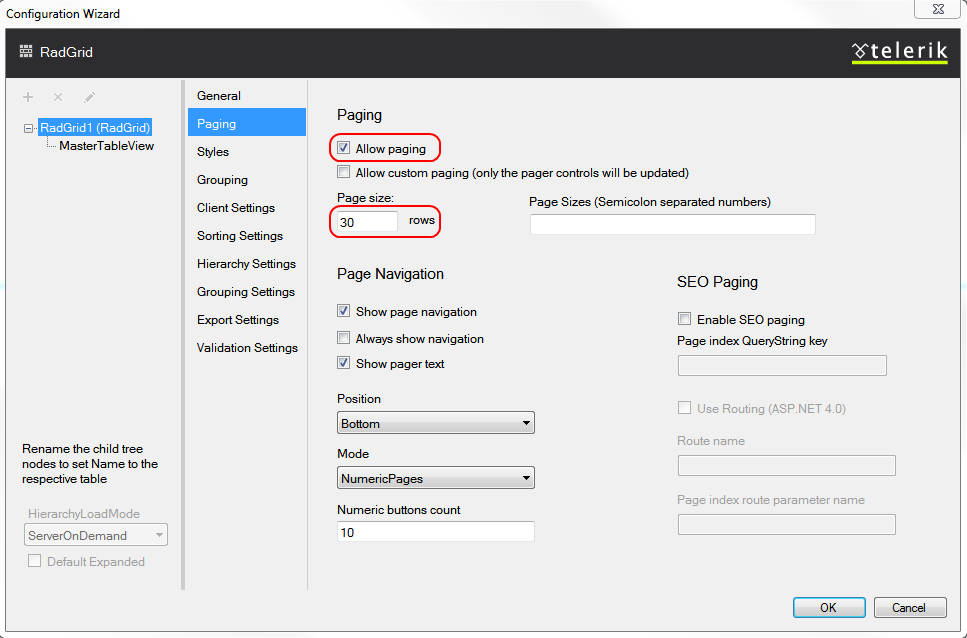 Configuration Wizard
RadGrid
telerik
RadGrid1 (RadGrid)
MasterTableView
Rename the child tree
nodes to set Name to the
respective table
HierarchyLoadMode
ServerOnDemand
Default Expanded
General
Paging
Styles
Grouping
Client Settings
Sorting Settings
Hierarchy Settings
Grouping Settings
Export Settings
Validation Settings
Paging
Allow paging
Allow custom paging (only the pager controls will be updated)
Page size:
30 rows
Page Sizes (Semicolon separated numbers)
Page Navigation
Show page navigation
Always show navigation
Show pager text
Position
Bottom
Mode
NumericPages
Numeric buttons count
10
SEO Paging
Enable SEO paging
Page index QueryString key
Use Routing (ASP.NET 4.0)
Route name
Page index route parameter name
OK
Cancel